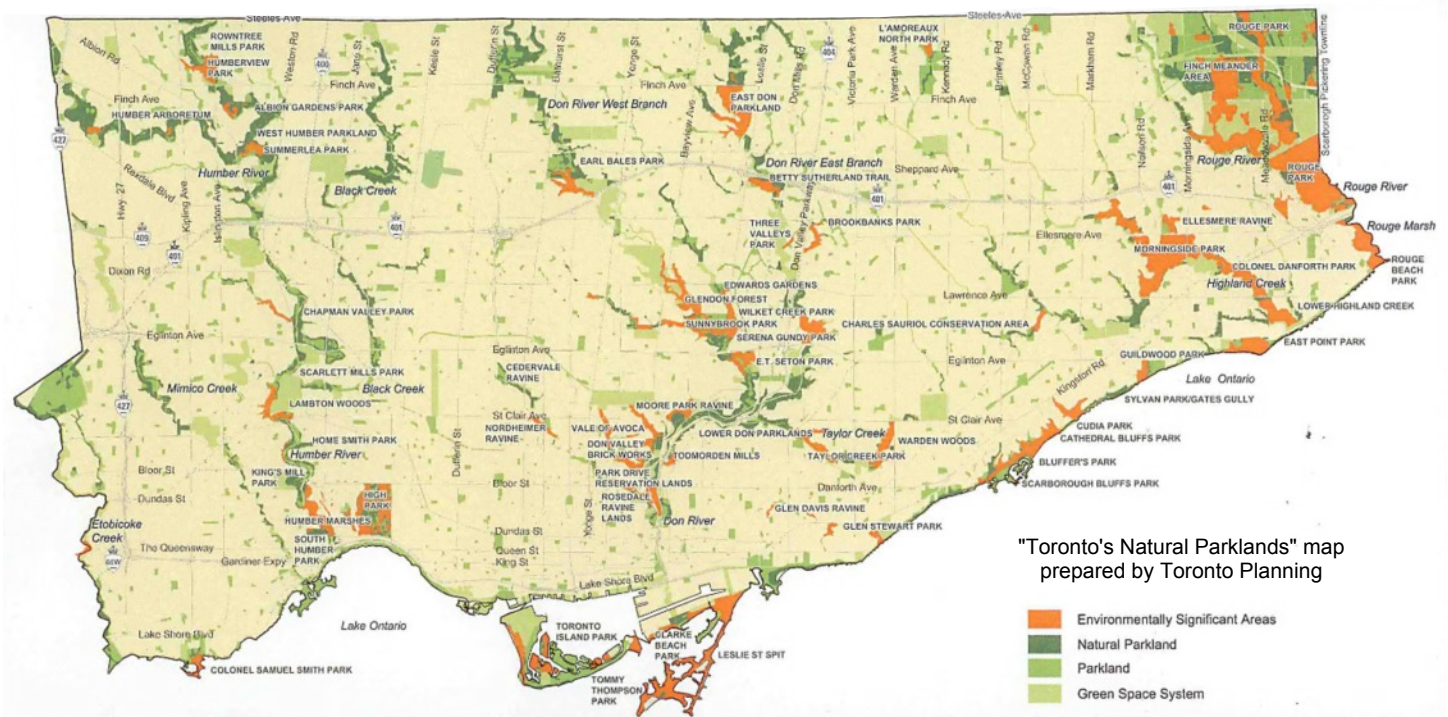 Steeles Ave
Steeles Ave
ROWNTREE
MILLS PARK
HUMBERVIEW
PARK
Albion Rd
Weston Rd
400
Jane St
Keele St
Dufferin St
Bathurst St
Yonge St
Leslie St
Don Mills Rd
404
Victoria Park Ave
L'AMOREAUX
NORTH PARK
Warden Ave
Kennedy Rd
Brimley Rd
McCowan Rd
Markham Rd
ROUGE PARK
FINCH MEANDER
AREA
Scarborough Pickering Townline
Finch Ave
Finch Ave
Finch Ave
Finch Ave
HUMBER ARBORETUM
ALBION GARDENS PARK
Don River West Branch
EAST DON
PARKLAND
427
WEST HUMBER PARKLAND
SUMMERLEA PARK
Humber River
Bayview Ave
EARL BALES PARK
Don River East Branch
BETTY SUTHERLAND TRAIL
Sheppard Ave
Neilson Rd
Morningside Ave
Meadowvale Rd
Rouge River
ROUGE
PARK
Rexdale Blvd
Hwy 27
Kipling Ave
Islington Ave
Black Creek
401
401
401
Rouge River
Rouge Marsh
409
401
THREE
VALLEYS
PARK
Don Valley Parkway
BROOKBANKS PARK
Ellesmere Ave
ELLESMERE RAVINE
MORNINGSIDE PARK
COLONEL DANFORTH PARK
ROUGE
BEACH
PARK
Dixon Rd
EDWARDS GARDENS
GLENDON FOREST
Highland Creek
CHAPMAN VALLEY PARK
WILKET CREEK PARK
Lawrence Ave
LOWER HIGHLAND CREEK
SUNNYBROOK PARK
CHARLES SAURIOL CONSERVATION AREA
SERENA GUNDY PARK
Eglinton Ave
EAST POINT PARK
Eglinton Ave
E.T. SETON PARK
Eglinton Ave
GUILDWOOD PARK
CEDERVALE
RAVINE
SCARLETT MILLS PARK
Black Creek
Mimico Creek
Kingston Rd
Lake Ontario
SYLVAN PARK/GATES GULLY
427
LAMBTON WOODS
MOORE PARK RAVINE
St Clair Ave
NORDHEIMER
RAVINE
VALE OF AVOCA
St Clair Ave
CUDIA PARK
CATHEDRAL BLUFFS PARK
HOME SMITH PARK
Humber River
Dufferin St
DON VALLEY
BRICK WORKS
LOWER DON PARKLANDS
Taylor Creek
WARDEN WOODS
TODMORDEN MILLS
TAYLOR CREEK PARK
BLUFFER'S PARK
SCARBOROUGH BLUFFS PARK
Bloor St
KING'S MILL
PARK
PARK DRIVE
RESERVATION LANDS
Bloor St
Danforth Ave
Dundas St
HIGH
PARK
ROSEDALE
RAVINE
LANDS
Yonge St
GLEN DAVIS RAVINE
HUMBER MARSHES
Don River
GLEN STEWART PARK
Etobicoke
Creek
The Queensway
SOUTH
HUMBER
PARK
Gardiner Expy
Dundas St
Queen St
King St
"Toronto's Natural Parklands" map
prepared by Toronto Planning
Lake Shore Blvd
Lake Shore Blvd
Lake Ontario
TORONTO
ISLAND PARK
CLARKE
BEACH
PARK
LESLIE ST SPIT
COLONEL SAMUEL SMITH PARK
TOMMY
THOMPSON
PARK
Environmentally Significant Areas
Natural Parkland
Parkland
Green Space System